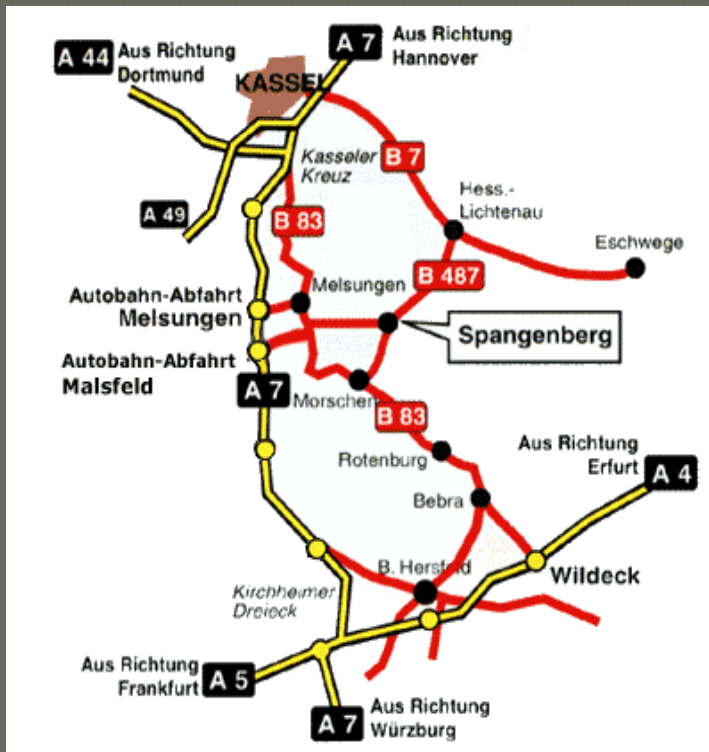 A 44
Aus Richtung
Dortmund
A 7
Aus Richtung
Hannover
KASSEL
Kasseler
Kreuz
B 7
Hess.-
Lichtenau
A 49
B 83
Eschwege
B 487
Melsungen
Autobahn-Abfahrt
Melsungen
Spangenberg
Autobahn-Abfahrt
Malsfeld
A 7
Morschen
B 83
Rotenburg
Aus Richtung
Erfurt
A 4
Bebra
B. Hersfeld
Wildeck
Kirchheimer
Dreieck
Aus Richtung
Frankfurt
A 5
A 7
Aus Richtung
Würzburg